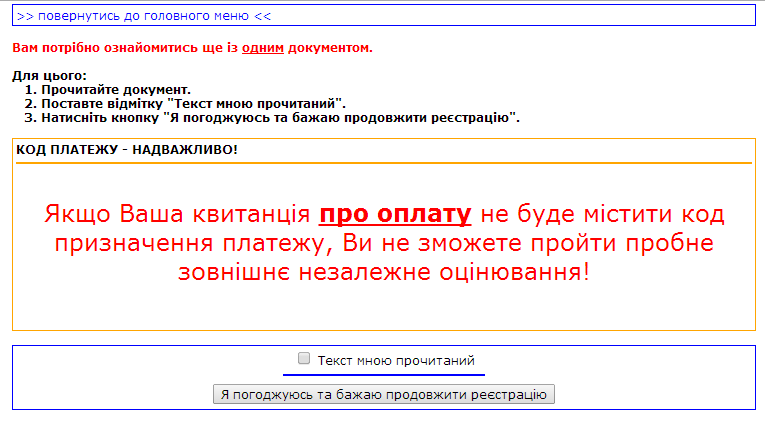 >> повернутись до головного меню <<
Вам потрібно ознайомитись ще із одним документом.
Для цього:
1. Прочитайте документ.
2. Поставте відмітку "Текст мною прочитаний".
3. Натисніть кнопку "Я погоджуюсь та бажаю продовжити реєстрацію".
КОД ПЛАТЕЖУ - НАДВАЖЛИВО!
Якщо Ваша квитанція про оплату не буде містити код
призначення платежу, Ви не зможете пройти пробне
зовнішнє незалежне оцінювання!
Текст мною прочитаний
Я погоджуюсь та бажаю продовжити реєстрацію